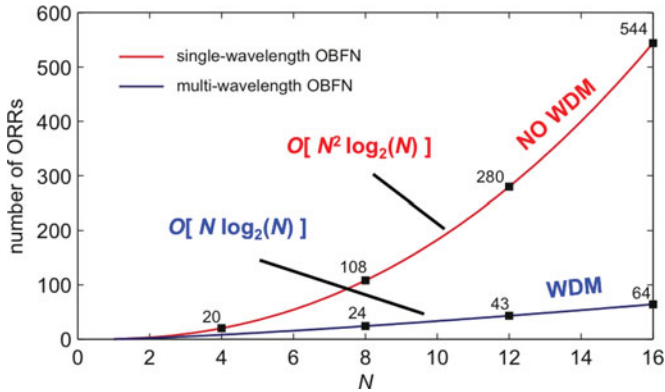 600
500
400
300
200
100
0
number of ORRs
single-wavelength OBFN
multi-wavelength OBFN
544
NO WDM
O[ N² log₂(N) ]
280
O[ N log₂(N) ]
108
20
24
43
64
WDM
0 2 4 6 8 10 12 14 16
N